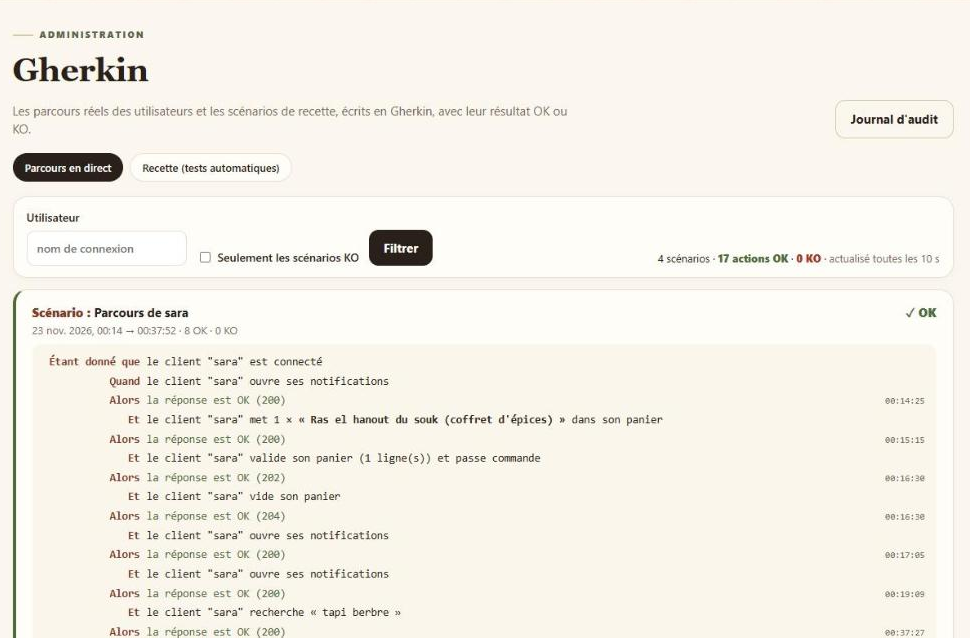 ADMINISTRATION
Gherkin
Les parcours réels des utilisateurs et les scénarios de recette, écrits en Gherkin, avec leur résultat OK ou
KO.
Journal d'audit
Parcours en direct
Recette (tests automatiques)
Utilisateur
nom de connexion
Seulement les scénarios KO
Filtrer
4 scénarios · 17 actions OK · 0 KO · actualisé toutes les 10 s
Scénario : Parcours de sara
✓ OK
23 nov. 2026, 00:14 → 00:37:52 · 8 OK · 0 KO
Étant donné que le client "sara" est connecté
Quand le client "sara" ouvre ses notifications
Alors la réponse est OK (200) 00:14:25
Et le client "sara" met 1 × « Ras el hanout du souk (coffret d'épices) » dans son panier
Alors la réponse est OK (200) 00:15:15
Et le client "sara" valide son panier (1 ligne(s)) et passe commande
Alors la réponse est OK (202) 00:16:30
Et le client "sara" vide son panier
Alors la réponse est OK (204) 00:16:30
Et le client "sara" ouvre ses notifications
Alors la réponse est OK (200) 00:17:05
Et le client "sara" ouvre ses notifications
Alors la réponse est OK (200) 00:19:09
Et le client "sara" recherche « tapi berbre »
Alors la réponse est OK (200) 00:37:27